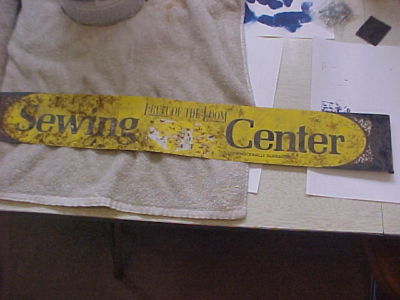 Fruit of the Loom
Sewing Center